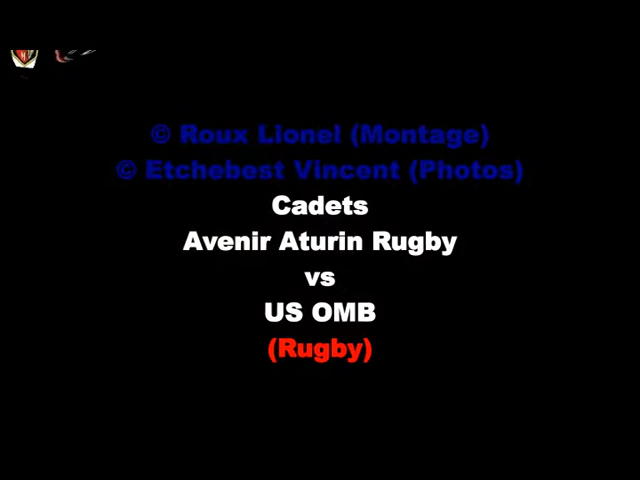 © Roux Lionel (Montage)
© Etchebest Vincent (Photos)
Cadets
Avenir Aturin Rugby
vs
US OMB
(Rugby)